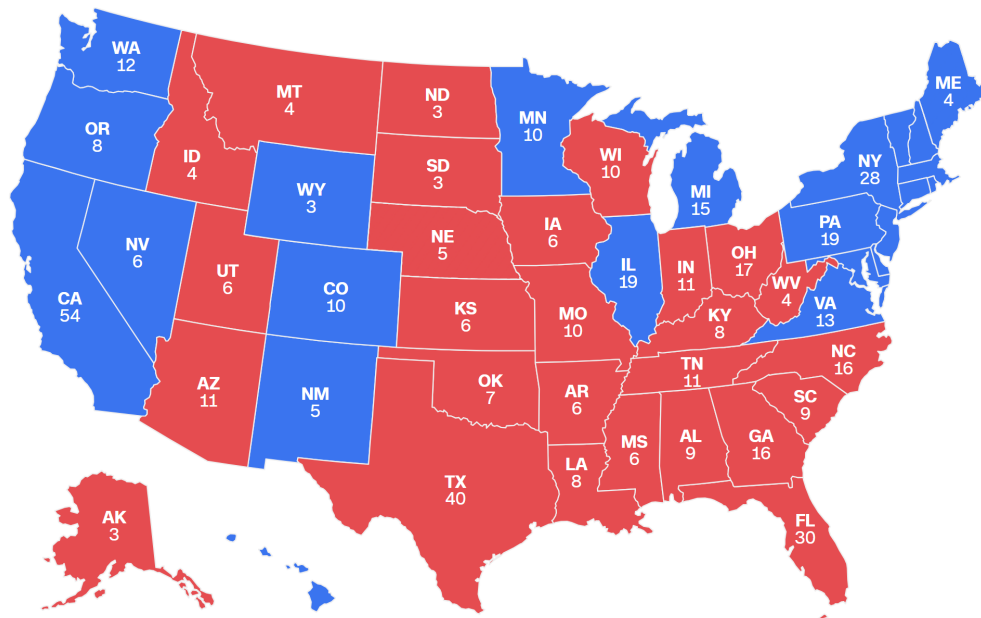 WA
12
OR
8
CA
54
NV
6
ID
4
MT
4
WY
3
UT
6
AZ
11
CO
10
NM
5
ND
3
SD
3
NE
5
KS
6
OK
7
TX
40
MN
10
IA
6
MO
10
AR
6
LA
8
WI
10
IL
19
MI
15
IN
11
OH
17
KY
8
TN
11
MS
6
AL
9
GA
16
FL
30
SC
9
NC
16
VA
13
WV
4
PA
19
NY
28
ME
4
AK
3